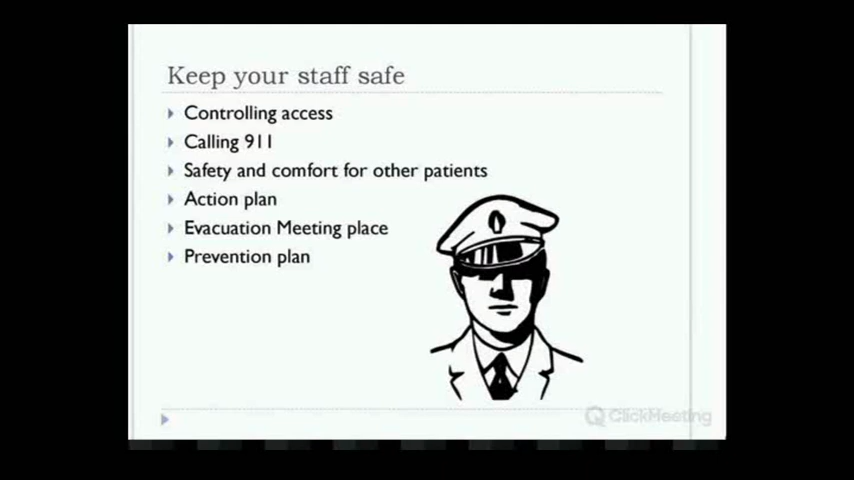 Keep your staff safe
Controlling access
Calling 911
Safety and comfort for other patients
Action plan
Evacuation Meeting place
Prevention plan
ClickMeeting